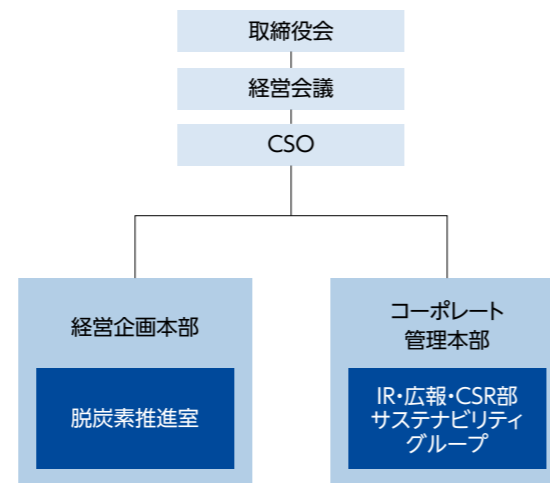 取締役会
経営会議
CSO
経営企画本部
脱炭素推進室
コーポレート
管理本部
IR・広報・CSR部
サステナビリティ
グループ